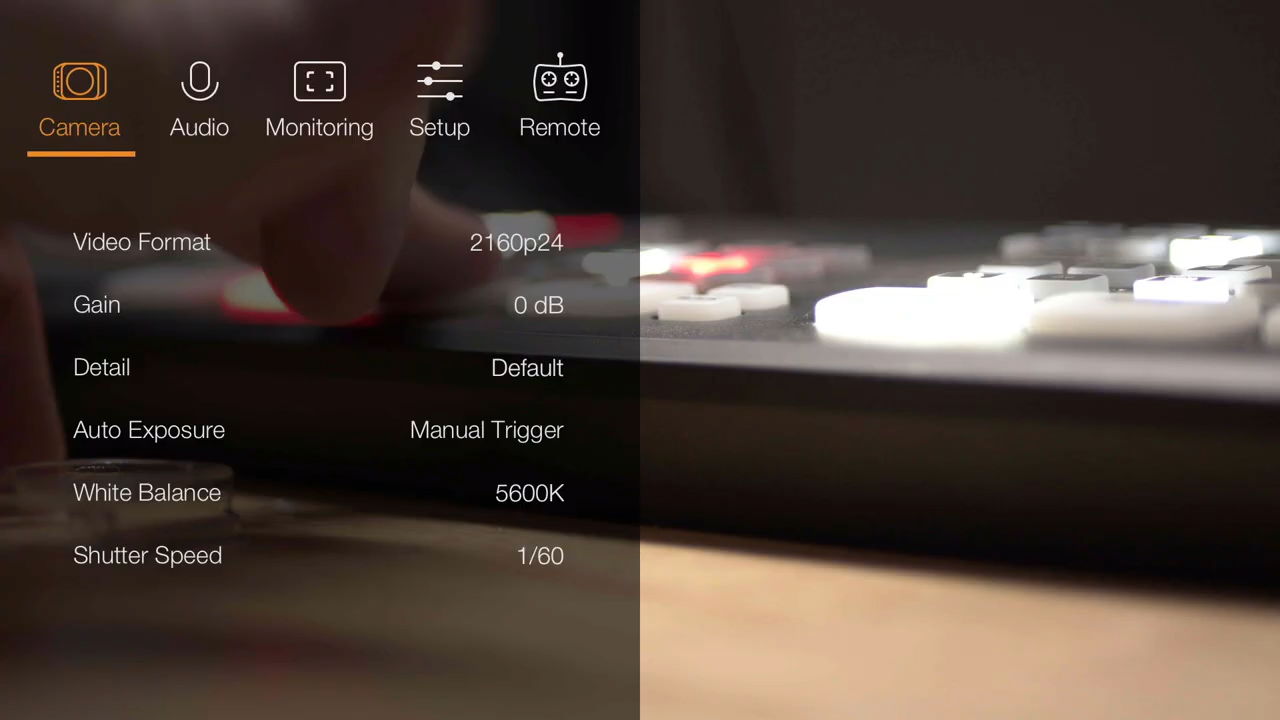 Camera Audio Monitoring Setup Remote
Video Format 2160p24
Gain 0 dB
Detail Default
Auto Exposure Manual Trigger
White Balance 5600K
Shutter Speed 1/60